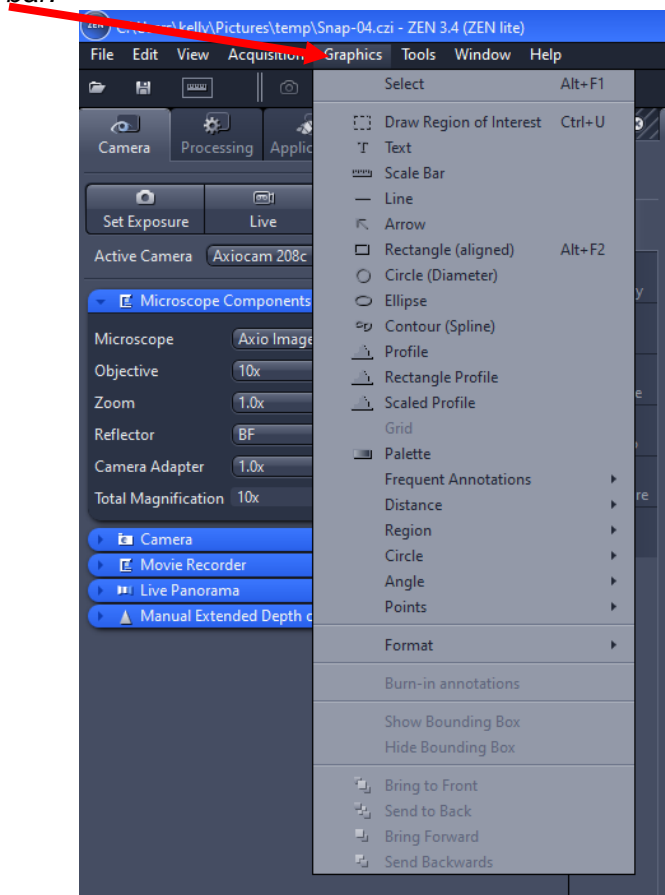 bar.
ZEN C:\Users\kelly\Pictures\temp\Snap-04.czi - ZEN 3.4 (ZEN lite)
File Edit View Acquisition Graphics Tools Window Help
Select Alt+F1
Camera Processing
Draw Region of Interest Ctrl+U
Text
Scale Bar
Set Exposure Live
Line
Arrow
Active Camera Axiocam 208c
Rectangle (aligned) Alt+F2
Circle (Diameter)
Microscope Components
Ellipse
Contour (Spline)
Microscope Axio Image
Profile
Objective 10x
Rectangle Profile
Zoom 1.0x
Scaled Profile
Reflector BF
Grid
Palette
Camera Adapter 1.0x
Frequent Annotations
Total Magnification 10x
Distance
Region
Camera
Circle
Movie Recorder
Angle
Live Panorama
Points
Manual Extended Depth
Format
Burn-in annotations
Show Bounding Box
Hide Bounding Box
Bring to Front
Send to Back
Bring Forward
Send Backwards